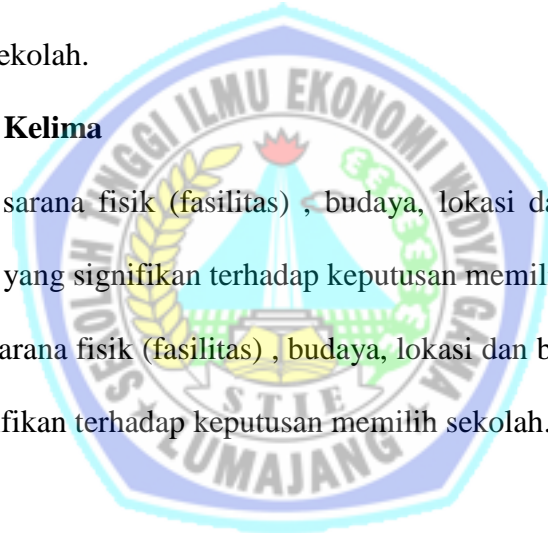 ekolah.
Kelima
sarana fisik (fasilitas) , budaya, lokasi da
yang signifikan terhadap keputusan memil
arana fisik (fasilitas) , budaya, lokasi dan b
fikan terhadap keputusan memilih sekolah.
SEKOLAH TINGGI ILMU EKONOMI WIDYA GAMA
STIE
LUMAJANG